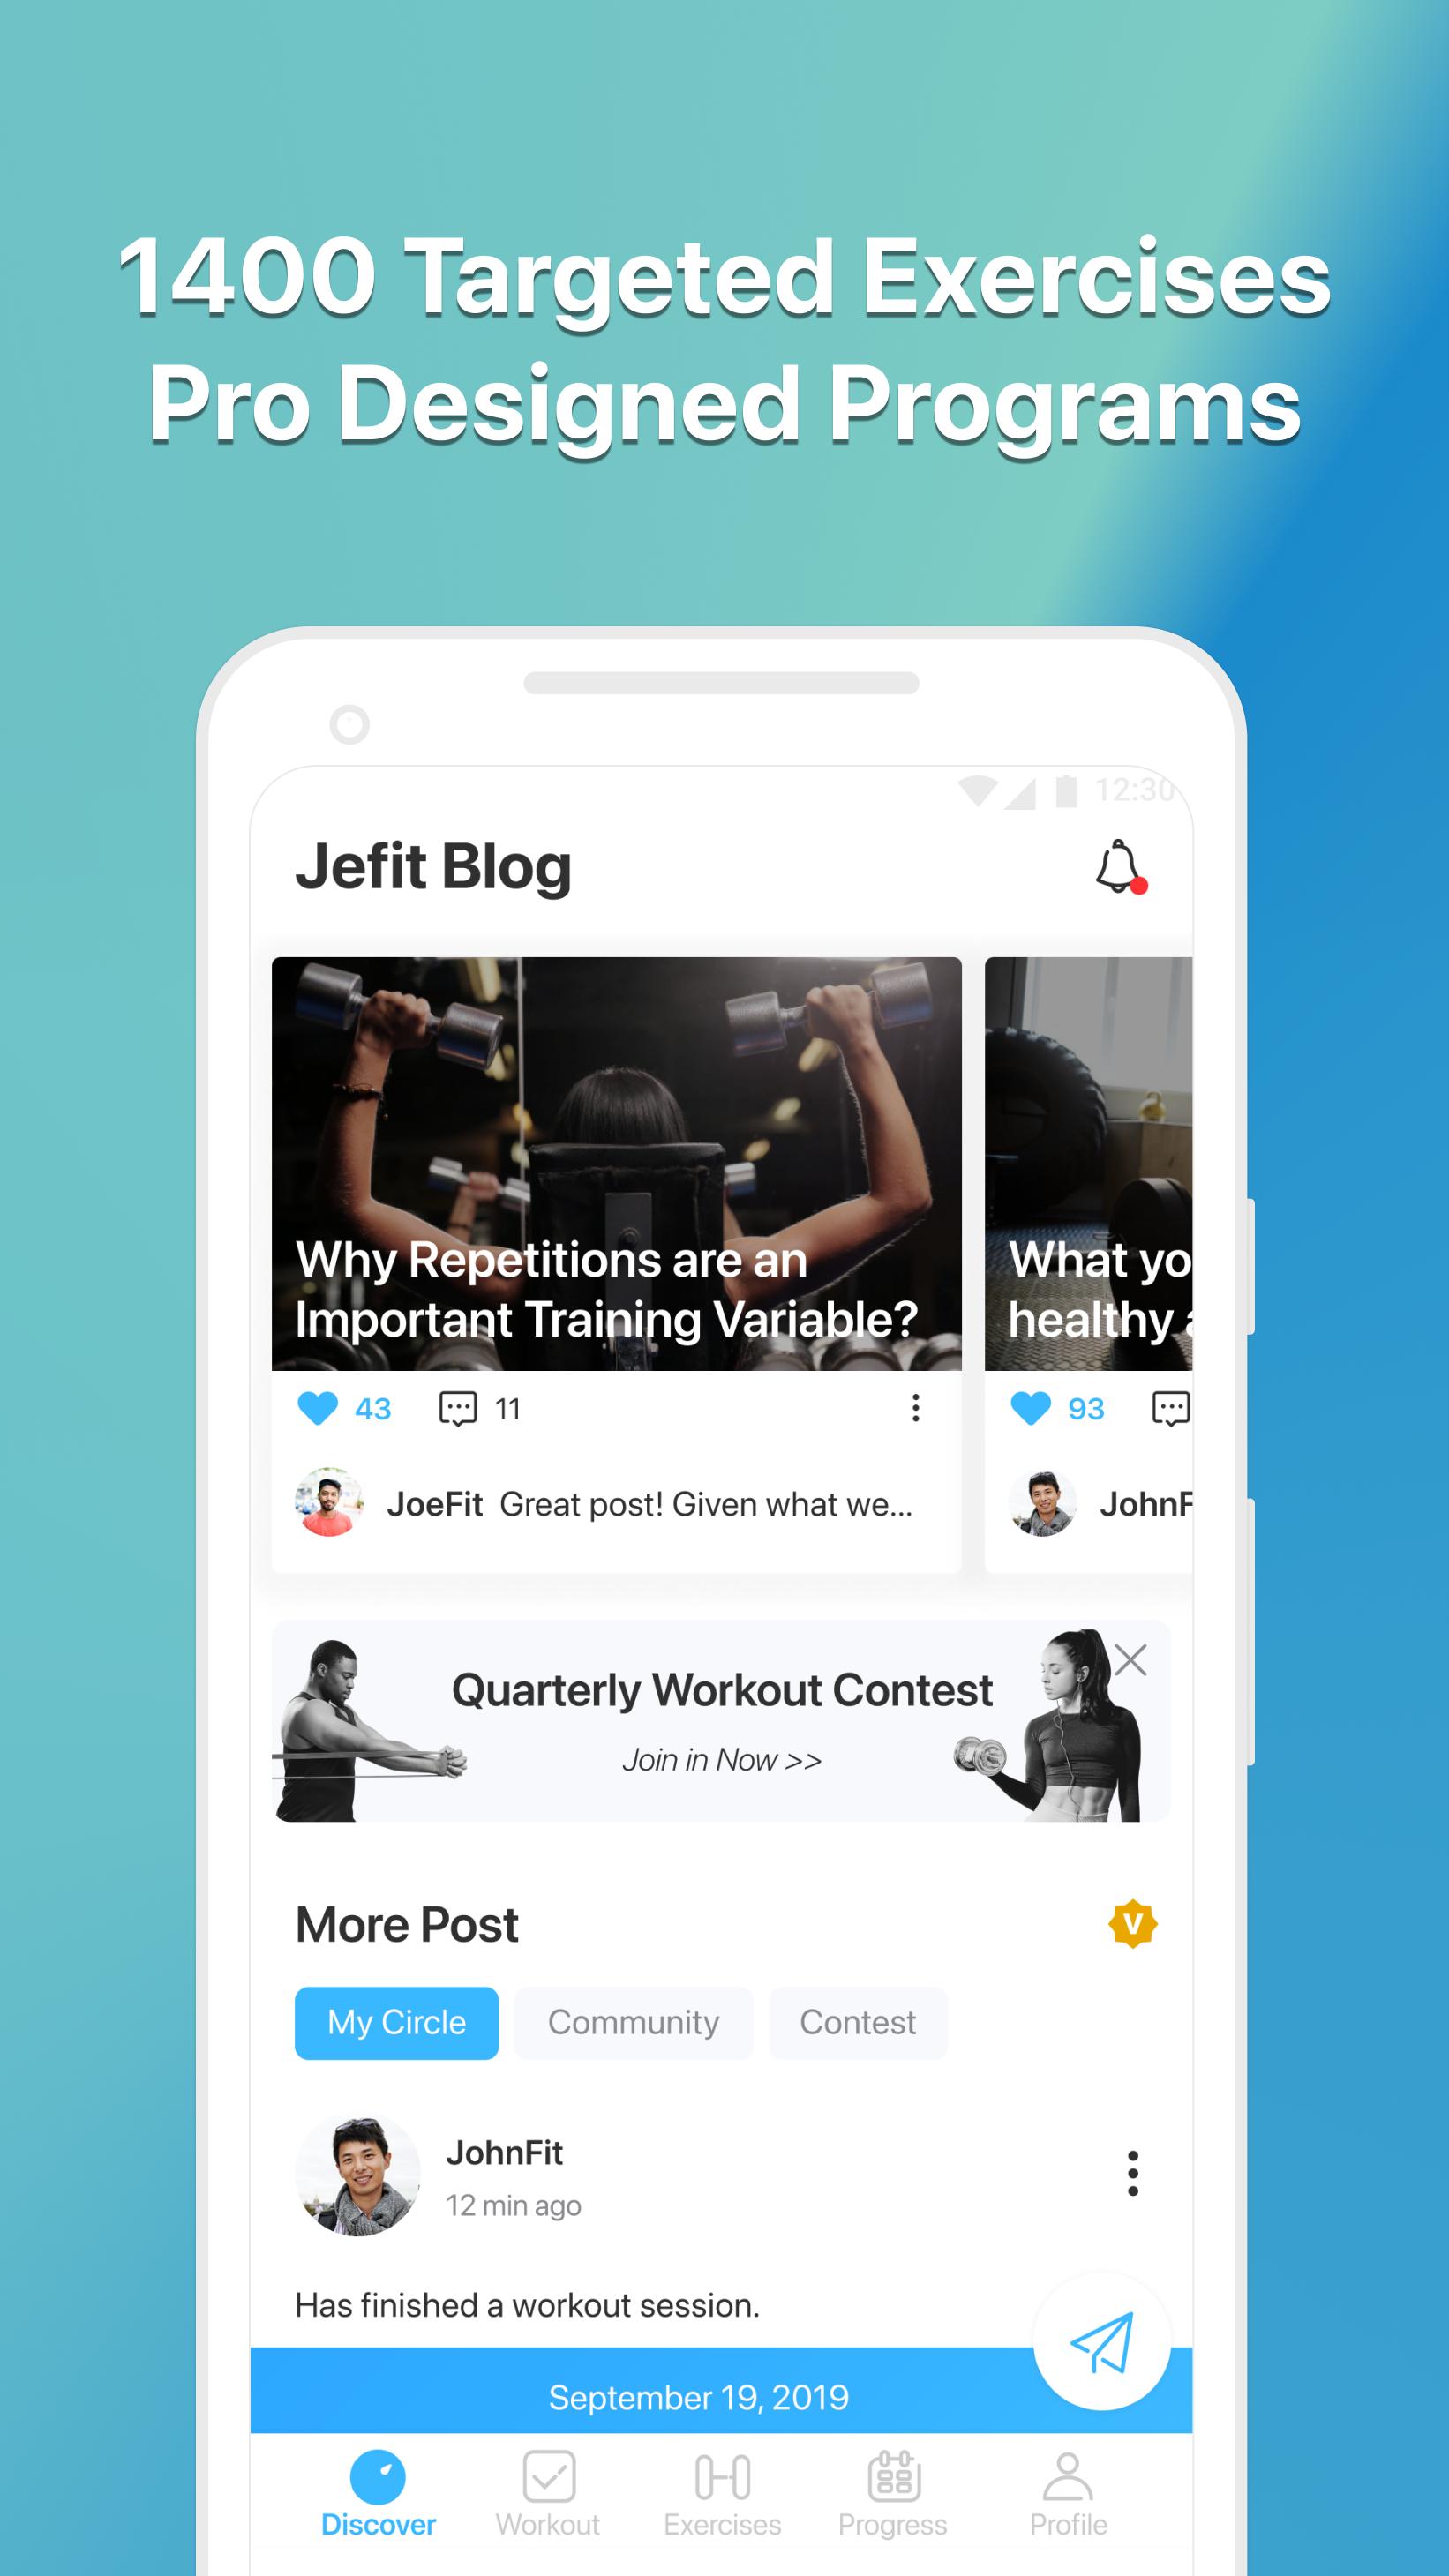 1400 Targeted Exercises
Pro Designed Programs
12:30
Jefit Blog
Why Repetitions are an
Important Training Variable?
43 11
JoeFit Great post! Given what we...
What yo
healthy
93
JohnF
Quarterly Workout Contest
Join in Now >>
More Post
V
My Circle Community Contest
JohnFit
12 min ago
Has finished a workout session.
September 19, 2019
Discover Workout Exercises Progress Profile